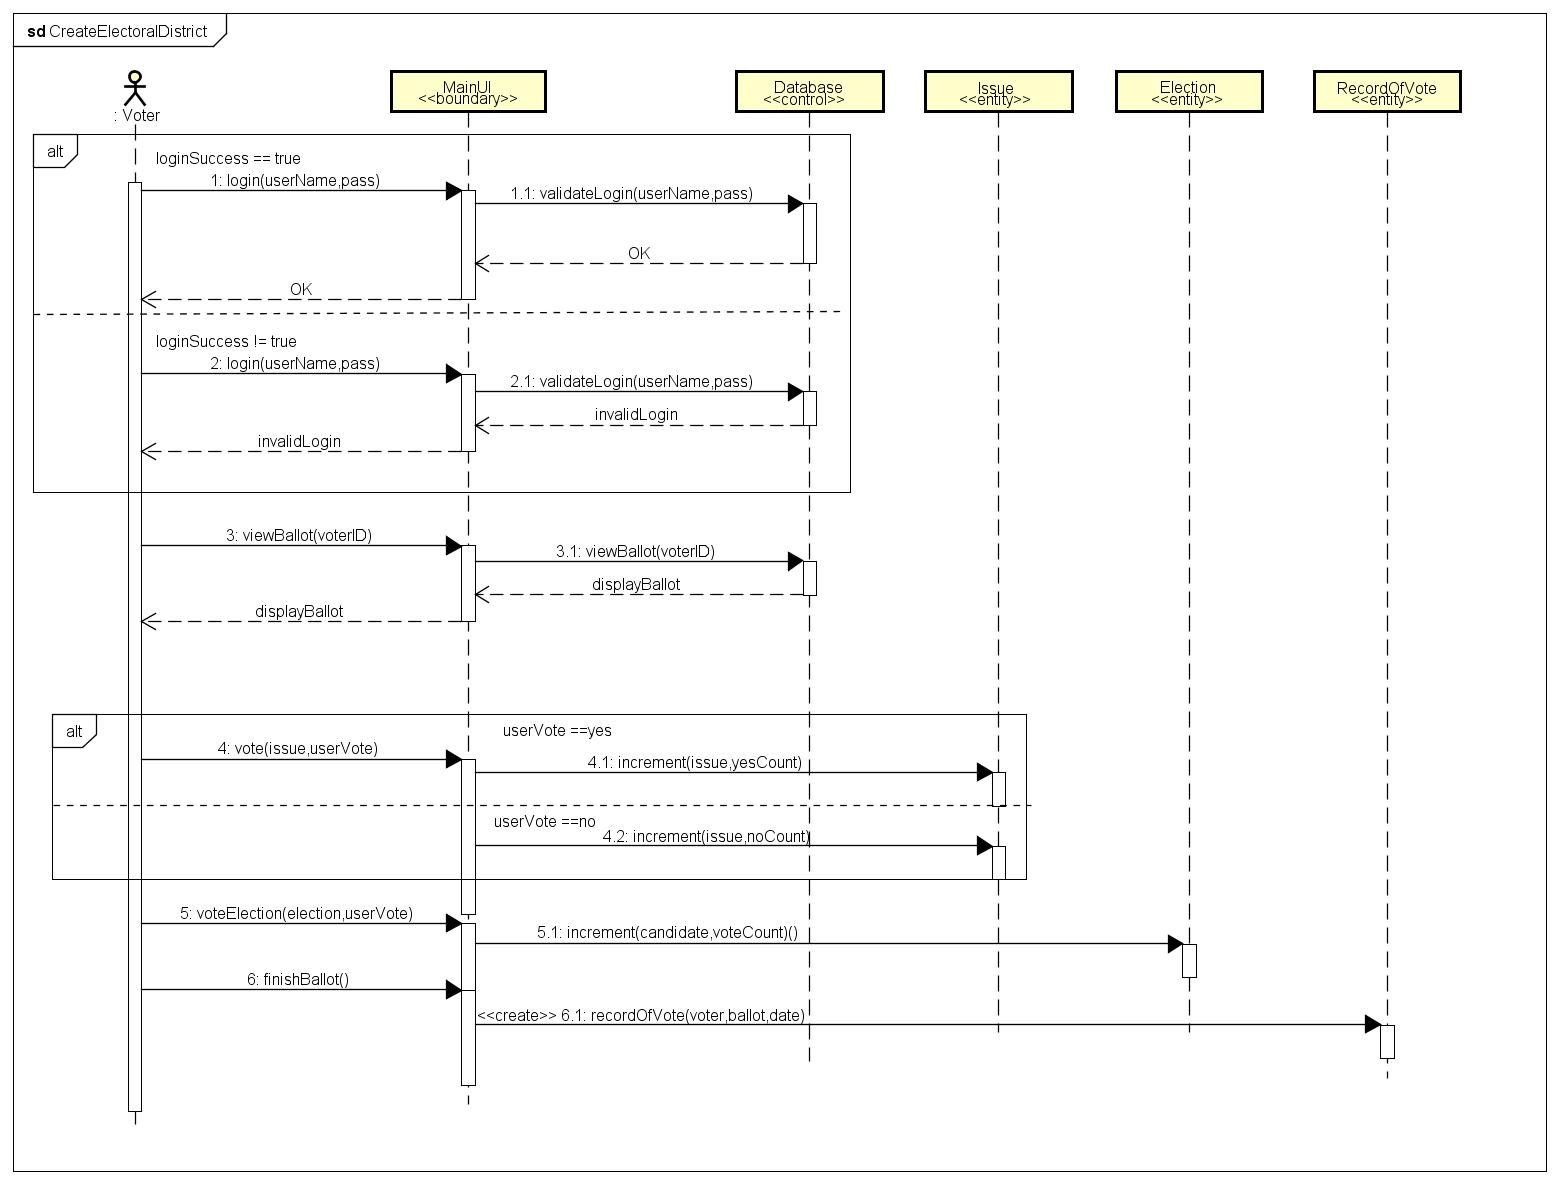 sd CreateElectoralDistrict
: Voter
MainUI
<<boundary>>
Database
<<control>>
Issue
<<entity>>
Election
<<entity>>
RecordOfVote
<<entity>>
alt
loginSuccess == true
1: login(userName,pass)
1.1: validateLogin(userName,pass)
OK
OK
loginSuccess != true
2: login(userName,pass)
2.1: validateLogin(userName,pass)
invalidLogin
invalidLogin
3: viewBallot(voterID)
3.1: viewBallot(voterID)
displayBallot
displayBallot
alt
userVote ==yes
4: vote(issue,userVote)
4.1: increment(issue,yesCount)
userVote ==no
4.2: increment(issue,noCount)
5: voteElection(election,userVote)
5.1: increment(candidate,voteCount)()
6: finishBallot()
<<create>> 6.1: recordOfVote(voter,ballot,date)